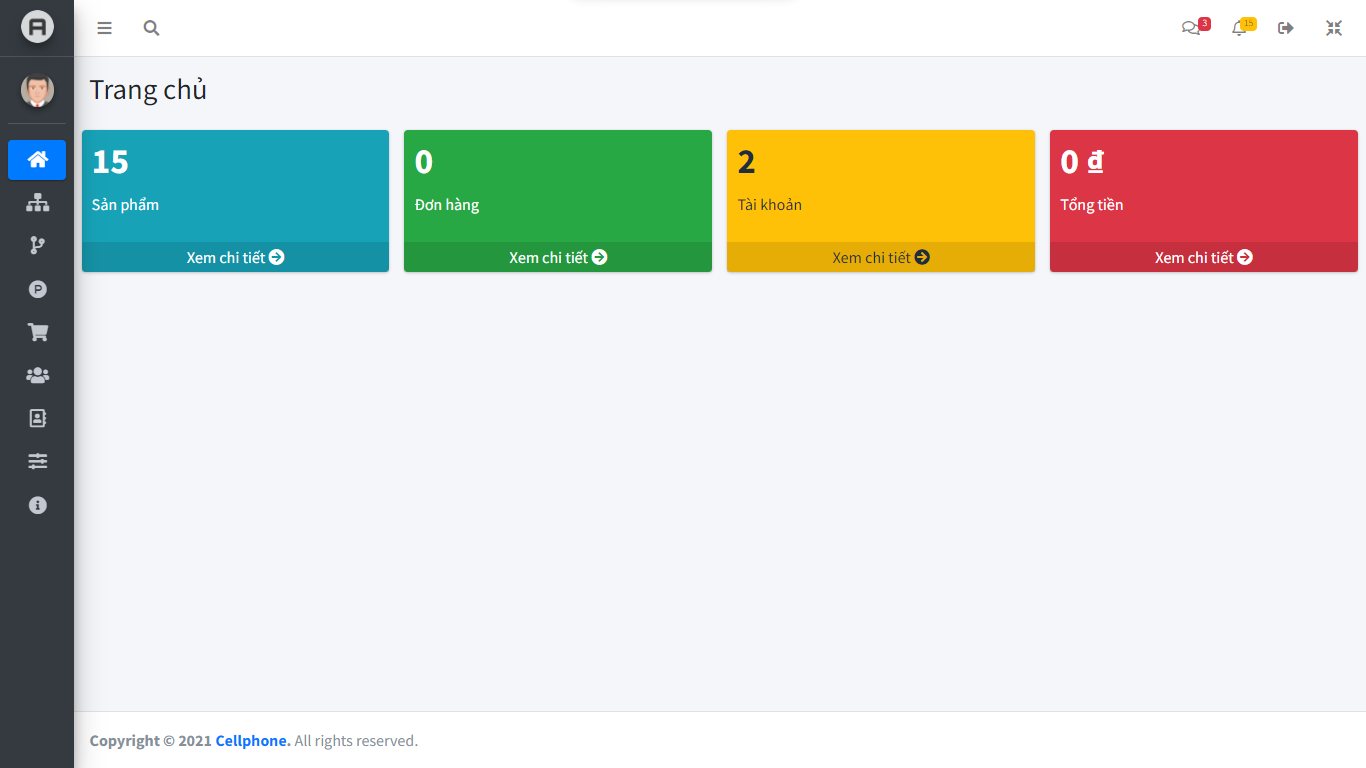 3
15
Trang chủ
15
Sản phẩm
Xem chi tiết
0
Đơn hàng
Xem chi tiết
2
Tài khoản
Xem chi tiết
0 ₫
Tổng tiền
Xem chi tiết
Copyright © 2021 Cellphone. All rights reserved.